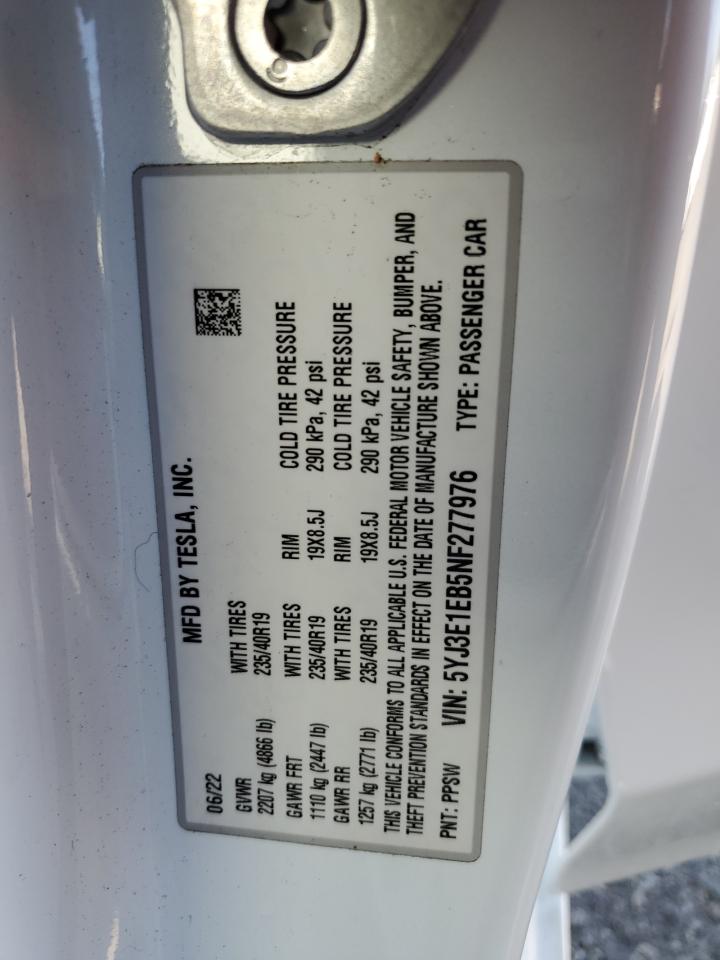 MFD BY TESLA, INC.
06/22
GVWR WITH TIRES
2207 kg (4866 lb) 235/40R19
GAWR FRT WITH TIRES RIM COLD TIRE PRESSURE
1110 kg (2447 lb) 235/40R19 19X8.5J 290 kPa, 42 psi
GAWR RR WITH TIRES RIM COLD TIRE PRESSURE
1257 kg (2771 lb) 235/40R19 19X8.5J 290 kPa, 42 psi
THIS VEHICLE CONFORMS TO ALL APPLICABLE U.S. FEDERAL MOTOR VEHICLE SAFETY, BUMPER, AND
THEFT PREVENTION STANDARDS IN EFFECT ON THE DATE OF MANUFACTURE SHOWN ABOVE.
PNT: PPSW VIN: 5YJ3E1EB5NF277976 TYPE: PASSENGER CAR